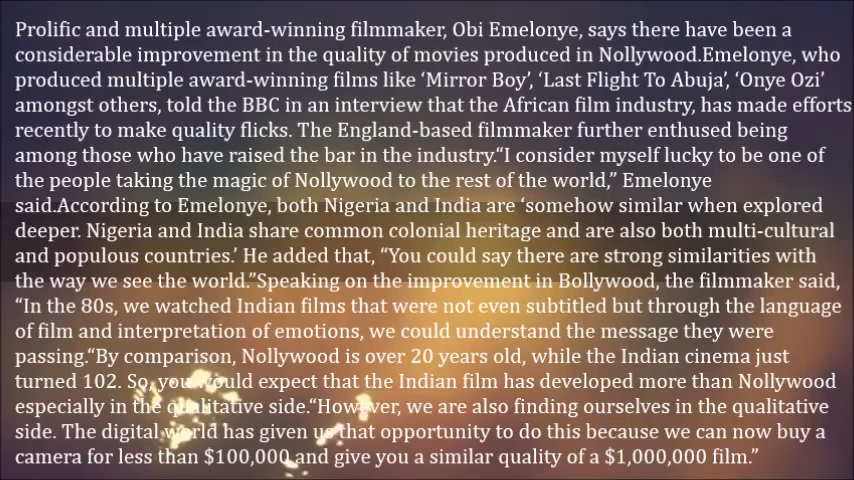 Prolific and multiple award-winning filmmaker, Obi Emelonye, says there have been a
considerable improvement in the quality of movies produced in Nollywood.Emelonye, who
produced multiple award-winning films like ‘Mirror Boy’, ‘Last Flight To Abuja’, ‘Onye Ozi’
amongst others, told the BBC in an interview that the African film industry, has made efforts
recently to make quality flicks. The England-based filmmaker further enthused being
among those who have raised the bar in the industry.“I consider myself lucky to be one of
the people taking the magic of Nollywood to the rest of the world,” Emelonye
said.According to Emelonye, both Nigeria and India are ‘somehow similar when explored
deeper. Nigeria and India share common colonial heritage and are also both multi-cultural
and populous countries.’ He added that, “You could say there are strong similarities with
the way we see the world.”Speaking on the improvement in Bollywood, the filmmaker said,
“In the 80s, we watched Indian films that were not even subtitled but through the language
of film and interpretation of emotions, we could understand the message they were
passing.“By comparison, Nollywood is over 20 years old, while the Indian cinema just
turned 102. So, you would expect that the Indian film has developed more than Nollywood
especially in the qualitative side.“However, we are also finding ourselves in the qualitative
side. The digital world has given us that opportunity to do this because we can now buy a
camera for less than $100,000 and give you a similar quality of a $1,000,000 film.”